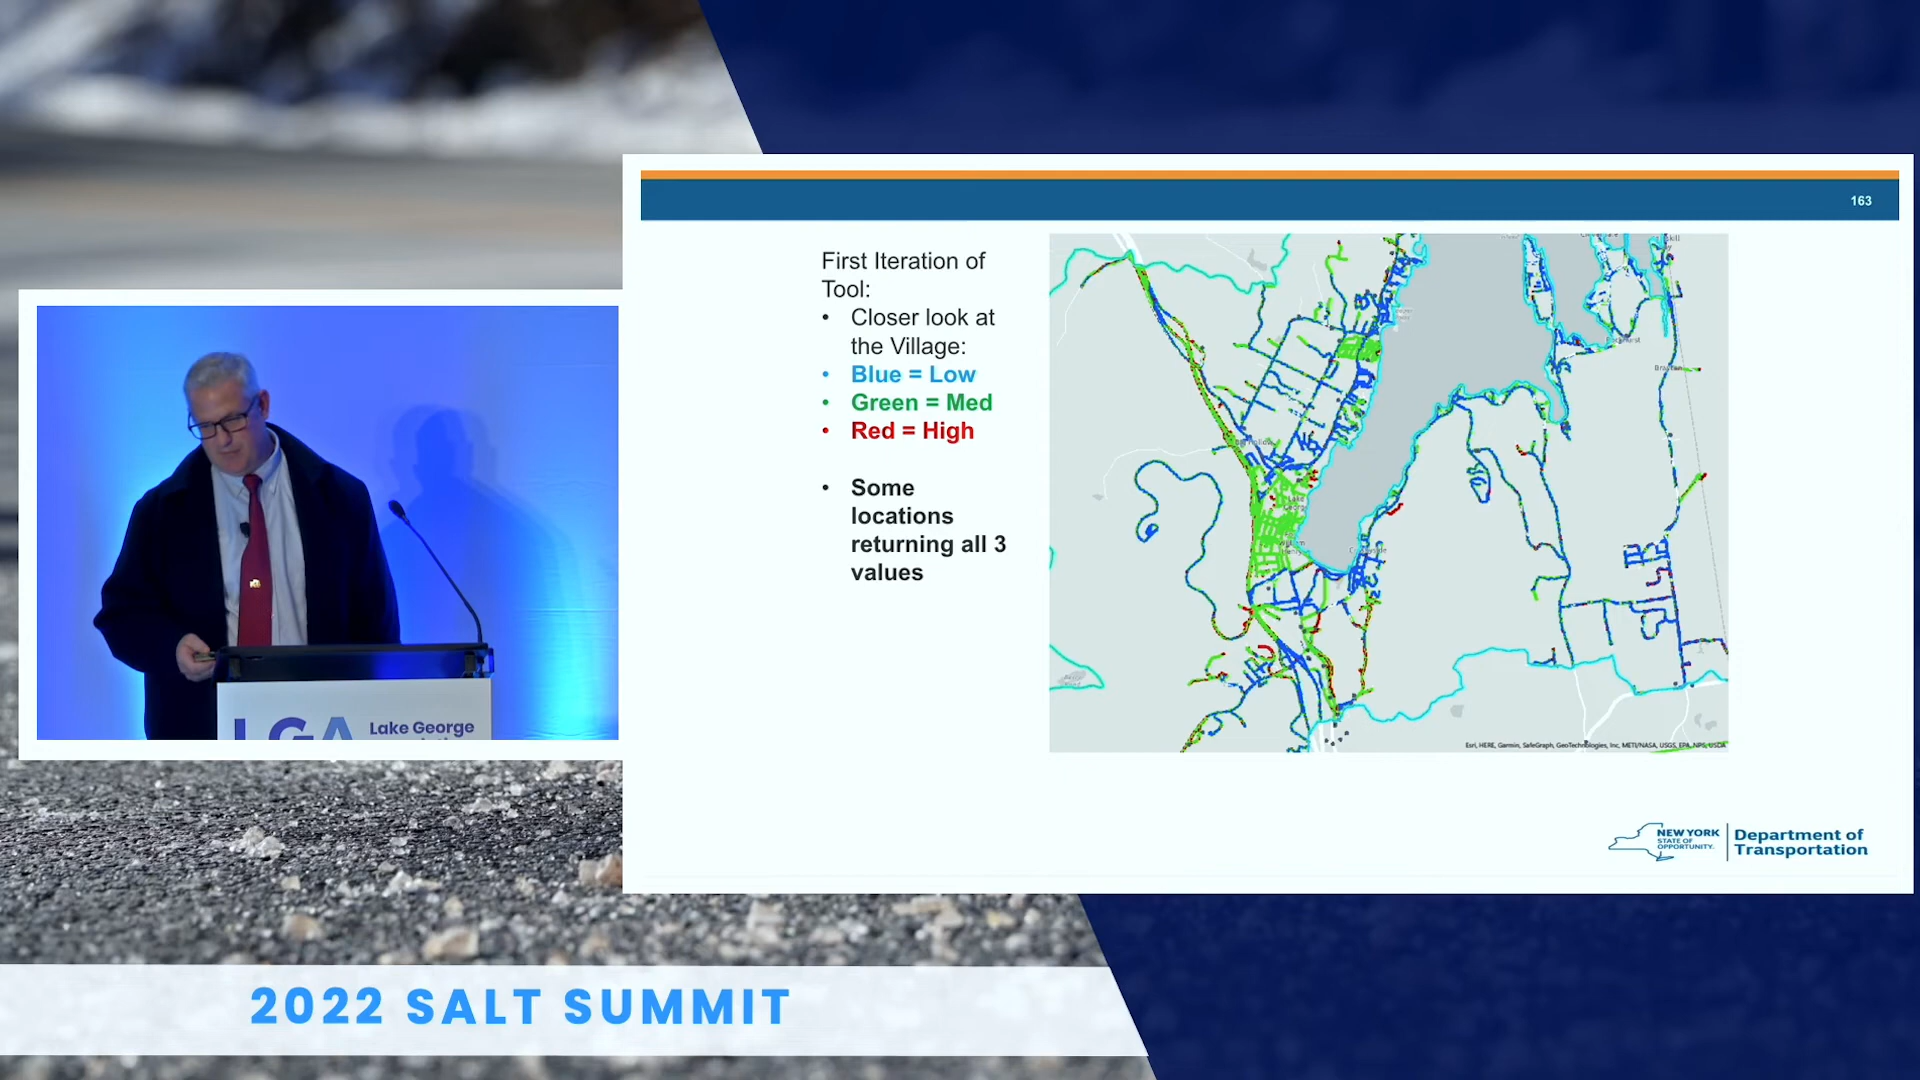 163
First Iteration of
Tool:
• Closer look at
the Village:
• Blue = Low
• Green = Med
• Red = High
• Some
locations
returning all 3
values
Esri, HERE, Garmin, SafeGraph, GeoTechnologies, Inc, METI/NASA, USGS, EPA, NPS, USDA
NEW YORK
STATE OF
OPPORTUNITY.
Department of
Transportation
LGA
Lake George
2022 SALT SUMMIT